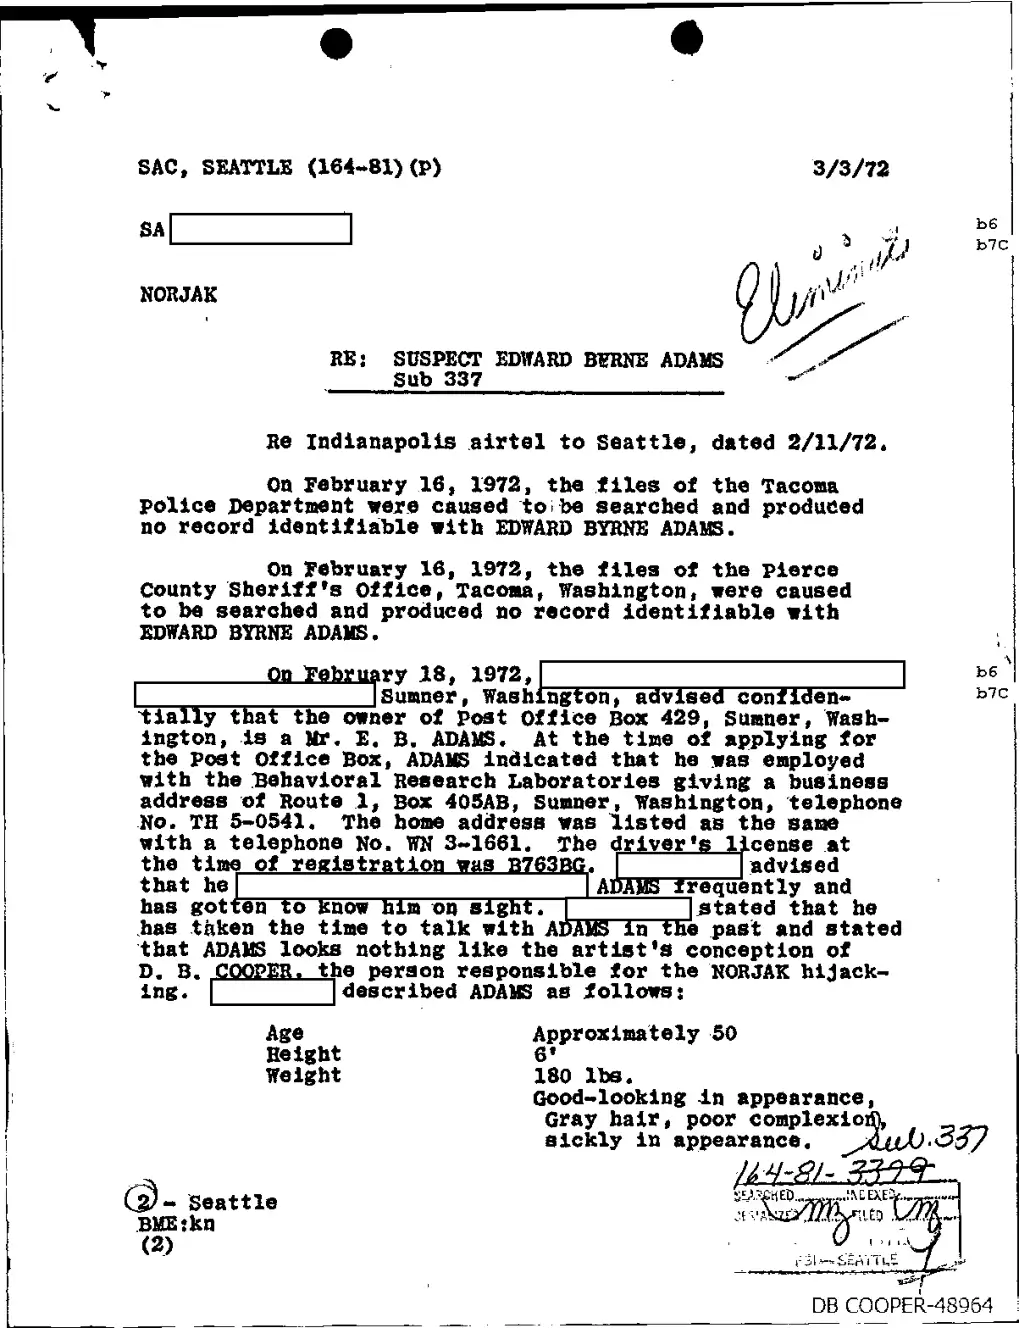 SAC, SEATTLE (164-81)(P) 3/3/72
SA b6
b7C
Eliminate
NORJAK
RE: SUSPECT EDWARD BYRNE ADAMS
Sub 337
Re Indianapolis airtel to Seattle, dated 2/11/72.
On February 16, 1972, the files of the Tacoma
Police Department were caused to be searched and produced
no record identifiable with EDWARD BYRNE ADAMS.
On February 16, 1972, the files of the Pierce
County Sheriff's Office, Tacoma, Washington, were caused
to be searched and produced no record identifiable with
EDWARD BYRNE ADAMS.
On February 18, 1972, b6
Sumner, Washington, advised confiden- b7C
tially that the owner of Post Office Box 429, Sumner, Wash-
ington, is a Mr. E. B. ADAMS. At the time of applying for
the Post Office Box, ADAMS indicated that he was employed
with the Behavioral Research Laboratories giving a business
address of Route 1, Box 405AB, Sumner, Washington, telephone
No. TH 5-0541. The home address was listed as the same
with a telephone No. WN 3-1661. The driver's license at
the time of registration was B763BG. advised
that he ADAMS frequently and
has gotten to know him on sight. stated that he
has taken the time to talk with ADAMS in the past and stated
that ADAMS looks nothing like the artist's conception of
D. B. COOPER, the person responsible for the NORJAK hijack-
ing. described ADAMS as follows:
Age Approximately 50
Height 6'
Weight 180 lbs.
Good-looking in appearance,
Gray hair, poor complexion,
sickly in appearance.
Sub. 337
164-81-3399
SEARCHED INDEXED
SERIALIZED FILED
FBI—SEATTLE
2 - Seattle
BME:kn
(2)
DB COOPER-48964